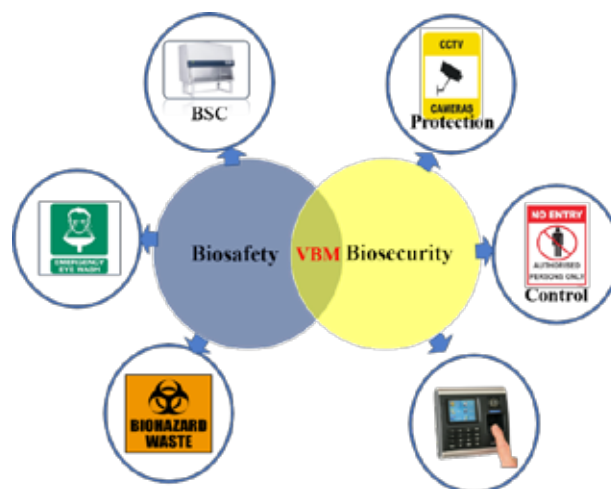 BSC
CCTV
CAMERAS
Protection
EMERGENCY
EYE WASH
Biosafety
VBM
Biosecurity
NO ENTRY
AUTHORISED
PERSONS ONLY
Control
BIOHAZARD
WASTE